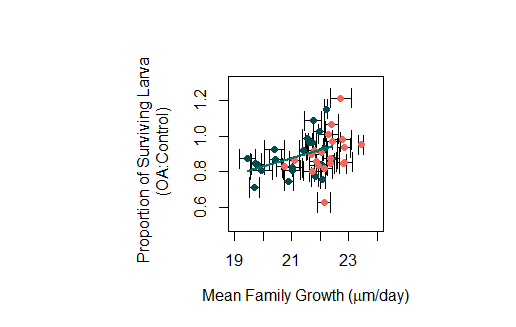 Proportion of Surviving Larva
(OA:Control)
1.2
1.0
0.8
0.6
19
21
23
Mean Family Growth (μm/day)